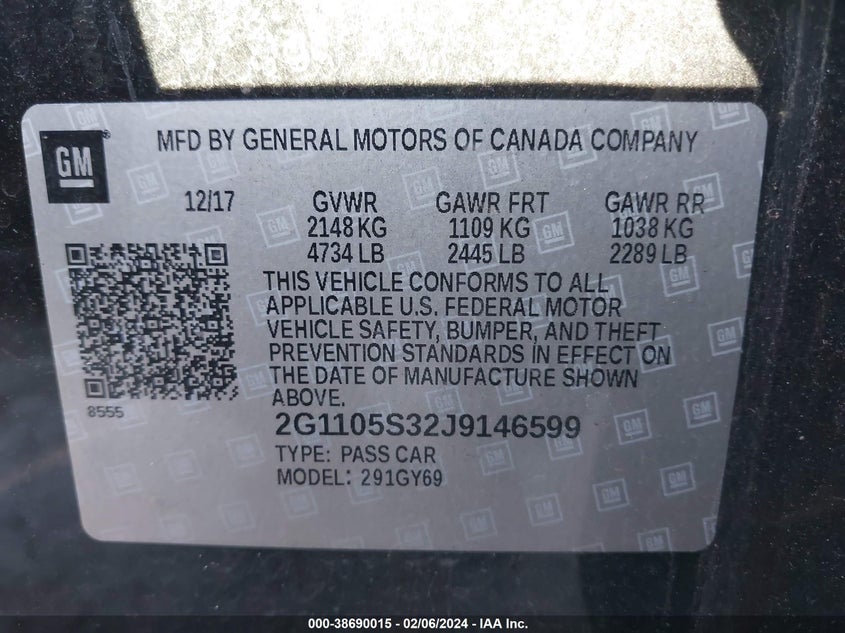 GM
MFD BY GENERAL MOTORS OF CANADA COMPANY
12/17 GVWR GAWR FRT GAWR RR
2148 KG 1109 KG 1038 KG
4734 LB 2445 LB 2289 LB
THIS VEHICLE CONFORMS TO ALL
APPLICABLE U.S. FEDERAL MOTOR
VEHICLE SAFETY, BUMPER, AND THEFT
PREVENTION STANDARDS IN EFFECT ON
THE DATE OF MANUFACTURE SHOWN
ABOVE.
8555
2G1105S32J9146599
TYPE: PASS CAR
MODEL: 291GY69
000-38690015 - 02/06/2024 - IAA Inc.